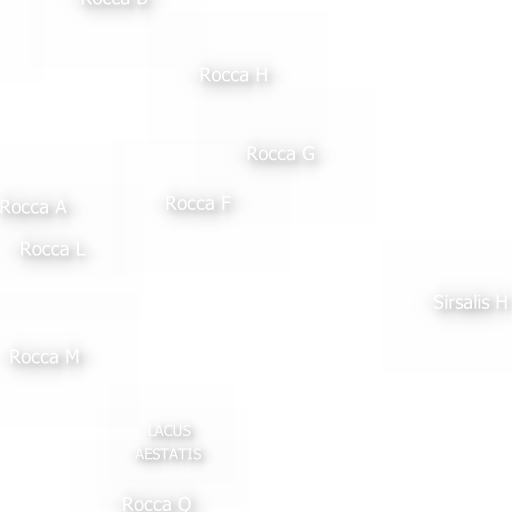 Rocca H
Rocca G
Rocca F
Rocca A
Rocca L
Sirsalis H
Rocca M
LACUS
AESTATIS
Rocca Q